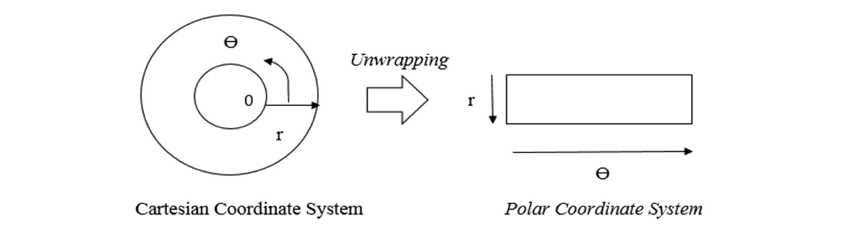 Ө
0
r
Unwrapping
r
Ө
Cartesian Coordinate System
Polar Coordinate System